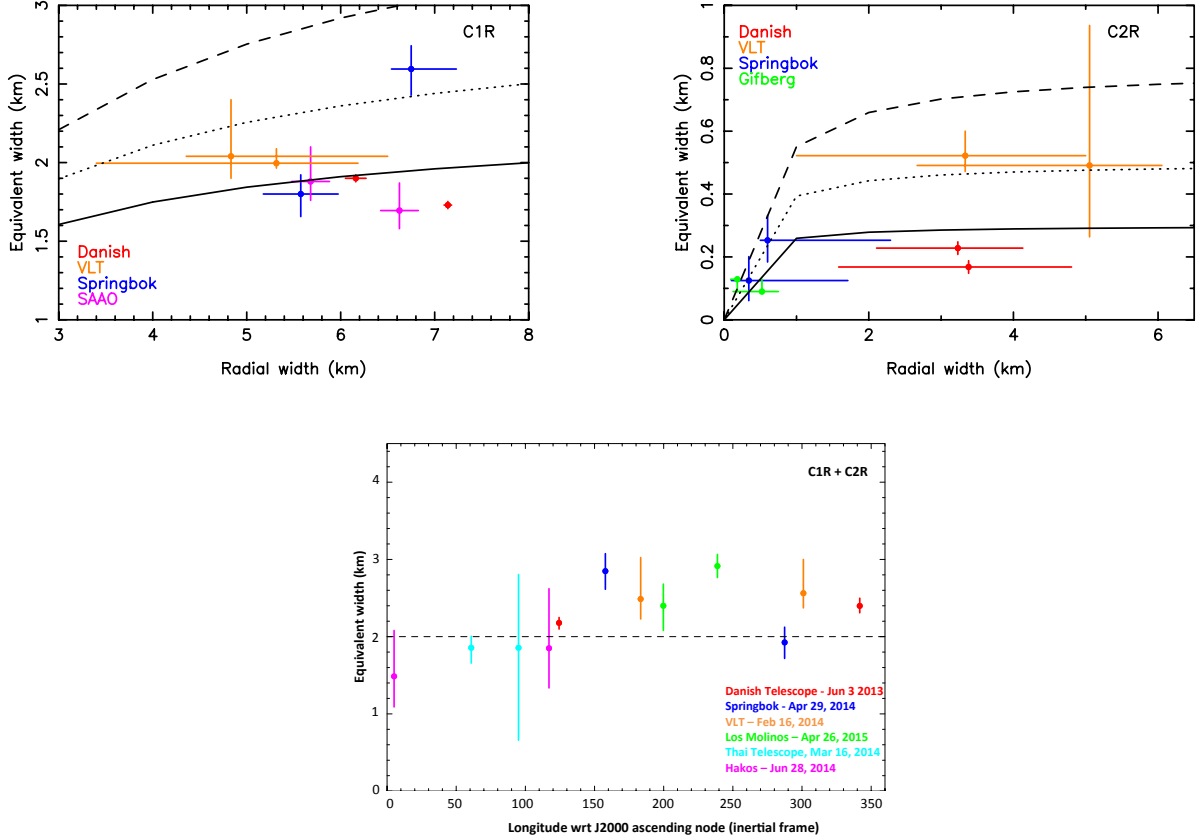 C1R
3
2.5
2
1.5
1
Equivalent width (km)
Danish
VLT
Springbok
SAAO
3 4 5 6 7 8
Radial width (km)
C2R
Danish
VLT
Springbok
Gifberg
1
0.8
0.6
0.4
0.2
0
Equivalent width (km)
0 2 4 6
Radial width (km)
C1R + C2R
4
3
2
1
0
Equivalent width (km)
Danish Telescope - Jun 3 2013
Springbok - Apr 29, 2014
VLT – Feb 16, 2014
Los Molinos – Apr 26, 2015
Thai Telescope, Mar 16, 2014
Hakos – Jun 28, 2014
0 50 100 150 200 250 300 350
Longitude wrt J2000 ascending node (inertial frame)